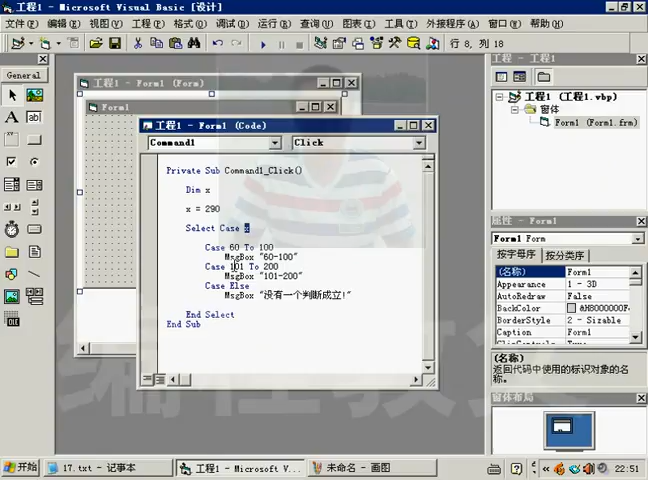 工程1 - Microsoft Visual Basic [设计]
文件(F) 编辑(E) 视图(V) 工程(P) 格式(O) 调试(D) 运行(R) 查询(U) 图表(I) 工具(T) 外接程序(A) 窗口(W) 帮助(H)
行 8, 列 18
General
工程1 - Form1 (Form)
Form1
工程1 - Form1 (Code)
Command1
Click
Private Sub Command1_Click()
Dim x
x = 290
Select Case x
Case 60 To 100
MsgBox "60-100"
Case 101 To 200
MsgBox "101-200"
Case Else
MsgBox "没有一个判断成立!"
End Select
End Sub
工程 - 工程1
工程1 (工程1.vbp)
窗体
Form1 (Form1.frm)
属性 - Form1
Form1 Form
按字母序 按分类序
(名称) Form1
Appearance 1 - 3D
AutoRedraw False
BackColor &H8000000F
BorderStyle 2 - Sizable
Caption Form1
(名称)
返回代码中使用的标识对象的名称。
窗体布局
编程教
开始
17.txt - 记事本
工程1 - Microsoft V...
未命名 - 画图
22:51